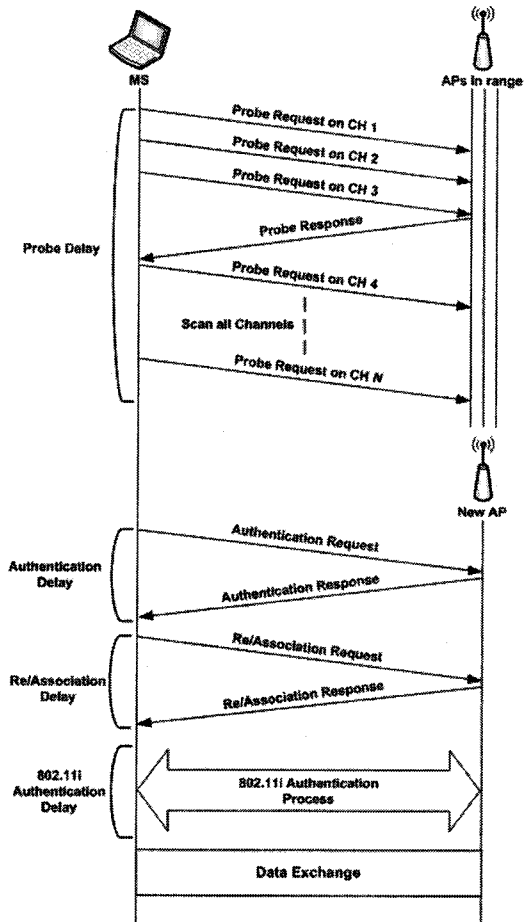 MS
APs in range
Probe Request on CH 1
Probe Request on CH 2
Probe Request on CH 3
Probe Response
Probe Delay
Probe Request on CH 4
Scan all Channels
Probe Request on CH N
New AP
Authentication Request
Authentication
Delay
Authentication Response
Re/Association Request
Re/Association
Delay
Re/Association Response
802.11i
Authentication
Delay
802.11i Authentication
Process
Data Exchange